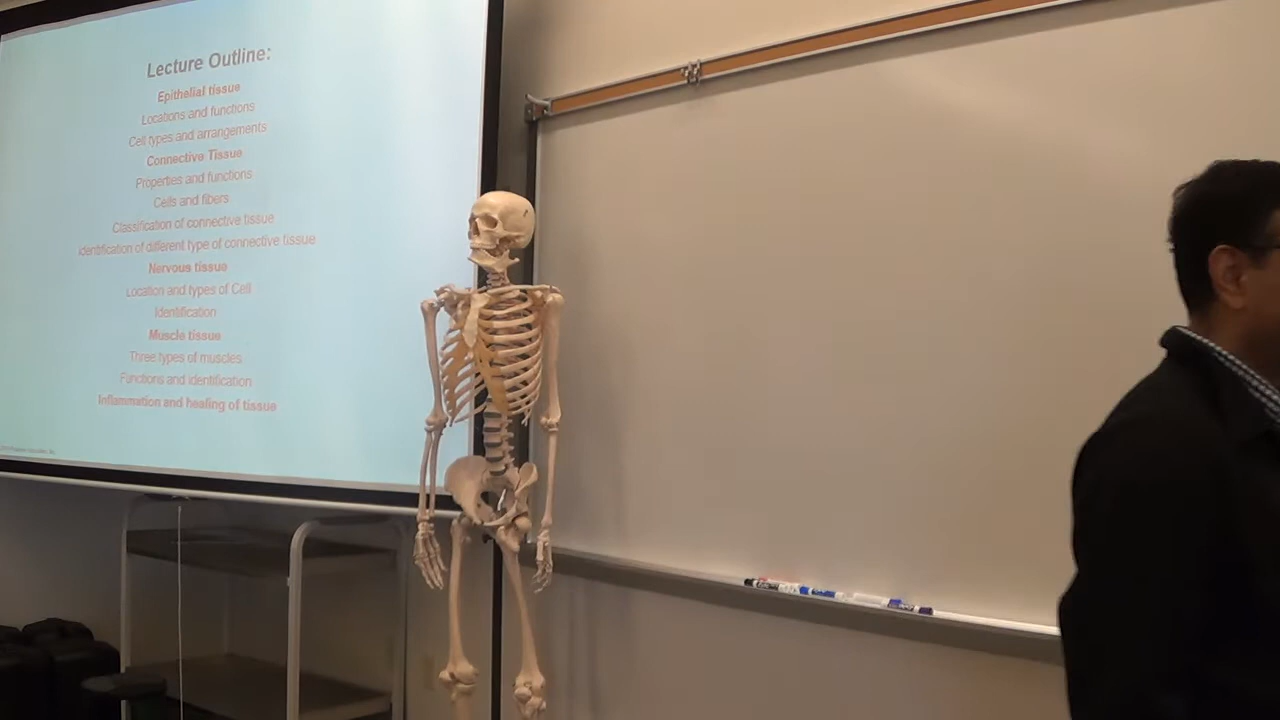 Lecture Outline:
Epithelial tissue
Locations and functions
Cell types and arrangements
Connective Tissue
Properties and functions
Cells and fibers
Classification of connective tissue
Identification of different type of connective tissue
Nervous tissue
Location and types of Cell
Identification
Muscle tissue
Three types of muscles
Functions and identification
Inflammation and healing of tissue